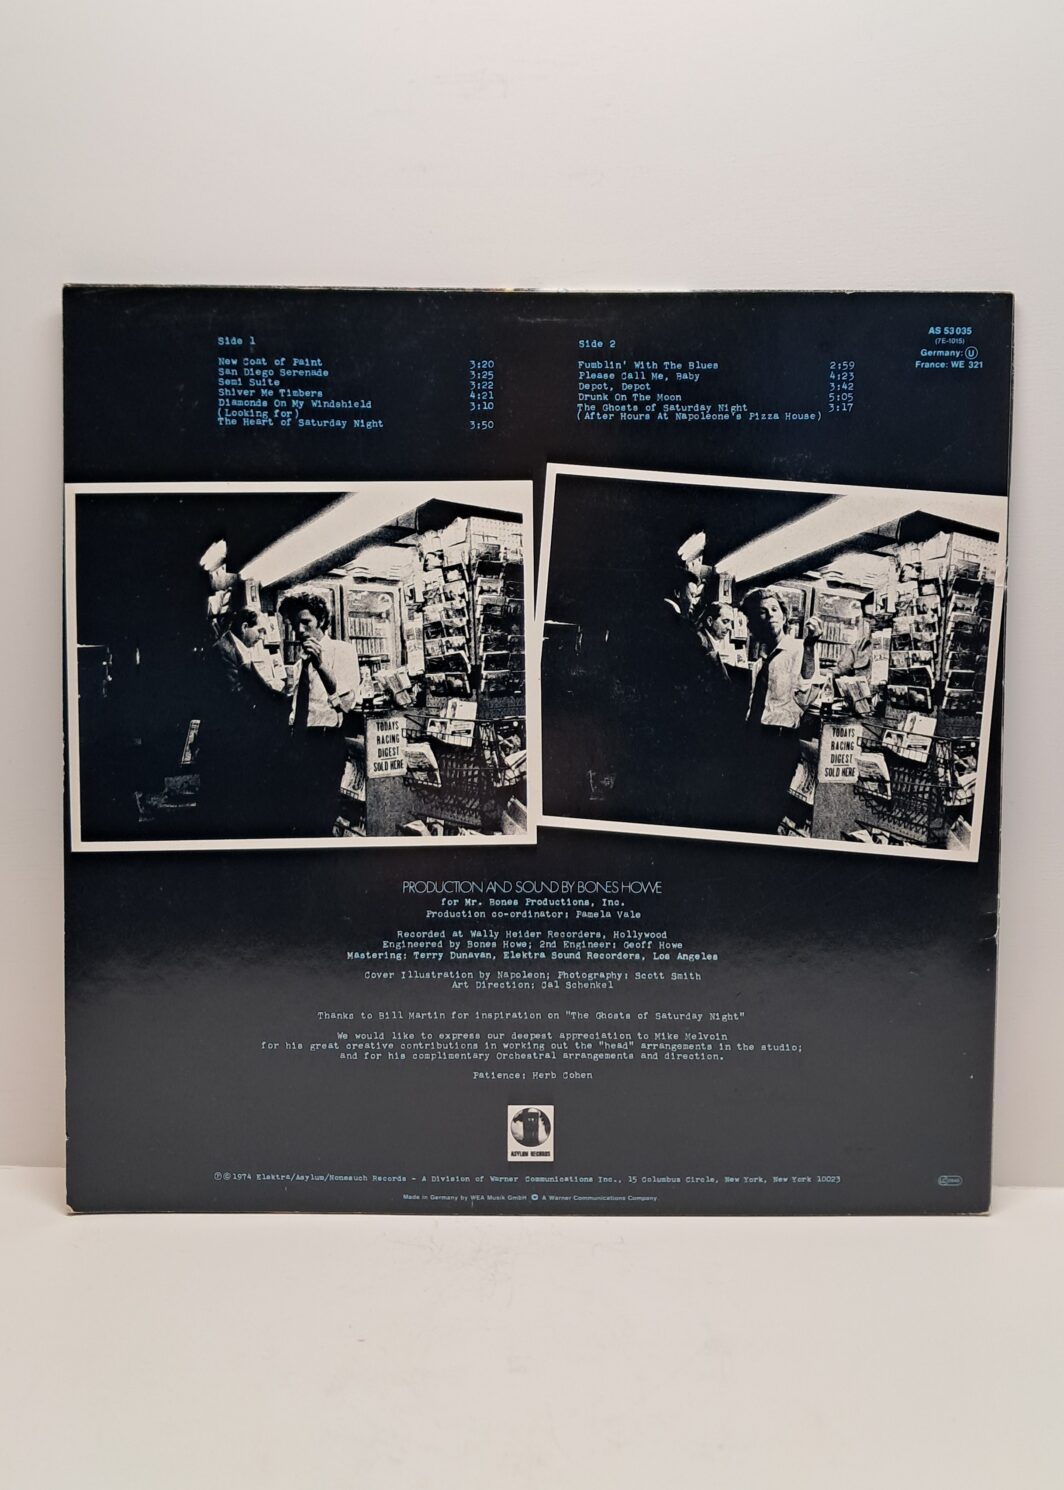 Side 1
New Coat of Paint 3:20
San Diego Serenade 3:25
Semi Suite 3:22
Shiver Me Timbers 4:21
Diamonds On My Windshield 3:10
(Looking for)
The Heart of Saturday Night 3:50
Side 2
Fumblin' With The Blues 2:59
Please Call Me, Baby 4:23
Depot, Depot 3:42
Drunk On The Moon 5:05
The Ghosts of Saturday Night 3:17
(After Hours At Napoleone's Pizza House)
AS 53 035
(7E-1015)
Germany: U
France: WE 321
TODAYS
RACING
DIGEST
SOLD HERE
TODAYS
RACING
DIGEST
SOLD HERE
PRODUCTION AND SOUND BY BONES HOWE
for Mr. Bones Productions, Inc.
Production co-ordinator: Pamela Vale
Recorded at Wally Heider Recorders, Hollywood
Engineered by Bones Howe; 2nd Engineer: Geoff Howe
Mastering: Terry Dunavan, Elektra Sound Recorders, Los Angeles
Cover Illustration by Napoleon; Photography: Scott Smith
Art Direction: Cal Schenkel
Thanks to Bill Martin for inspiration on "The Ghosts of Saturday Night"
We would like to express our deepest appreciation to Mike Melvoin
for his great creative contributions in working out the "head" arrangements in the studio;
and for his complimentary Orchestral arrangements and direction.
Patience: Herb Cohen
ASYLUM RECORDS
℗©1974 Elektra/Asylum/Nonesuch Records - A Division of Warner Communications Inc., 15 Columbus Circle, New York, New York 10023
Made in Germany by WEA Musik GmbH A Warner Communications Company